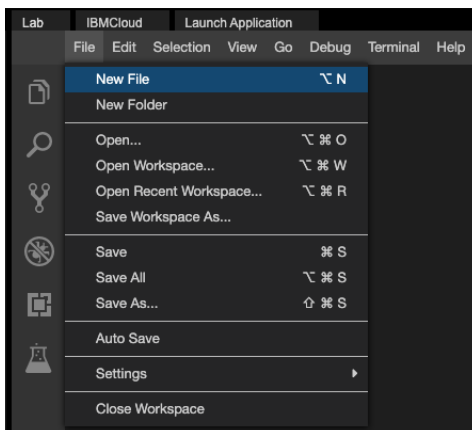 Lab IBMCloud Launch Application
File Edit Selection View Go Debug Terminal Help
New File ⌥ N
New Folder
Open... ⌥ ⌘ O
Open Workspace... ⌥ ⌘ W
Open Recent Workspace... ⌥ ⌘ R
Save Workspace As...
Save ⌘ S
Save All ⌥ ⌘ S
Save As... ⇧ ⌘ S
Auto Save
Settings
Close Workspace